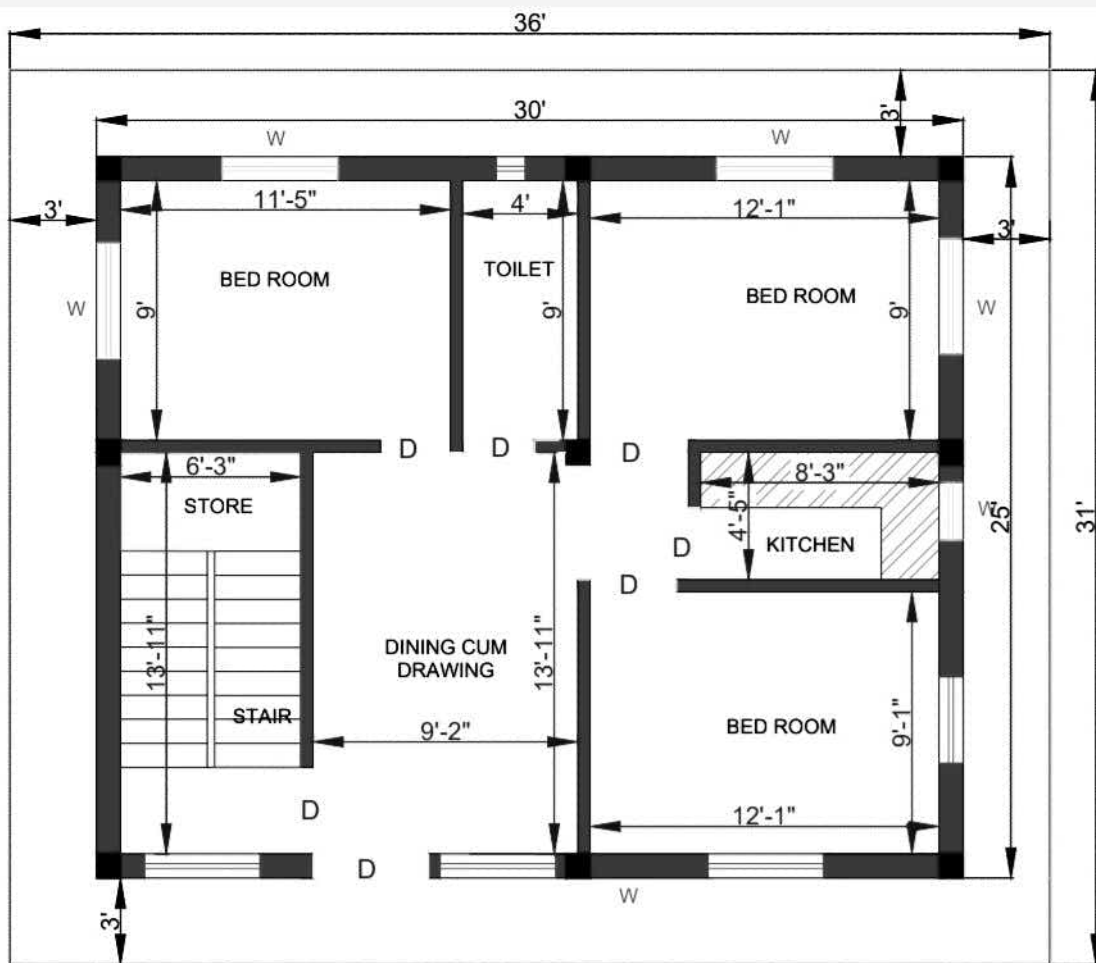 36'
30'
3'
W
W
3'
11'-5"
4'
12'-1"
3'
BED ROOM
TOILET
BED ROOM
W
9'
9'
9'
W
D
D
D
6'-3"
8'-3"
STORE
4'-5"
W
25'
31'
D
KITCHEN
D
13'-11"
DINING CUM
DRAWING
13'-11"
STAIR
9'-2"
BED ROOM
9'-1"
D
12'-1"
D
W
3'